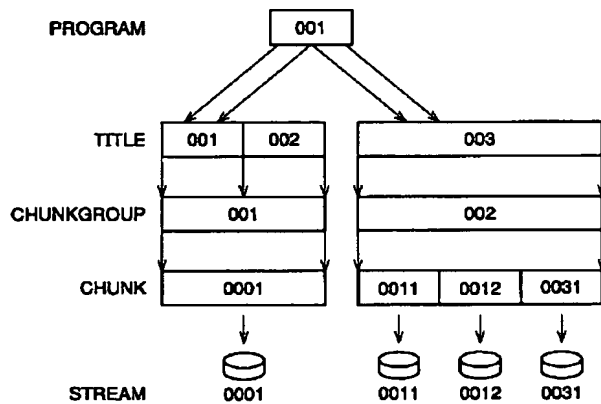 PROGRAM 001
TITLE 001 002 003
CHUNKGROUP 001 002
CHUNK 0001 0011 0012 0031
STREAM 0001 0011 0012 0031